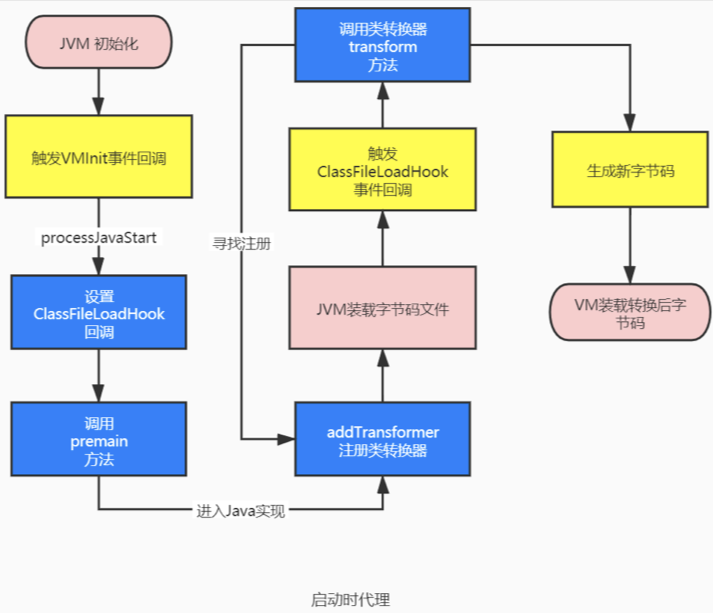 JVM 初始化
触发VMInit事件回调
processJavaStart
设置
ClassFileLoadHook
回调
调用
premain
方法
进入Java实现
addTransformer
注册类转换器
JVM装载字节码文件
触发
ClassFileLoadHook
事件回调
调用类转换器
transform
方法
寻找注册
生成新字节码
VM装载转换后字
节码
启动时代理